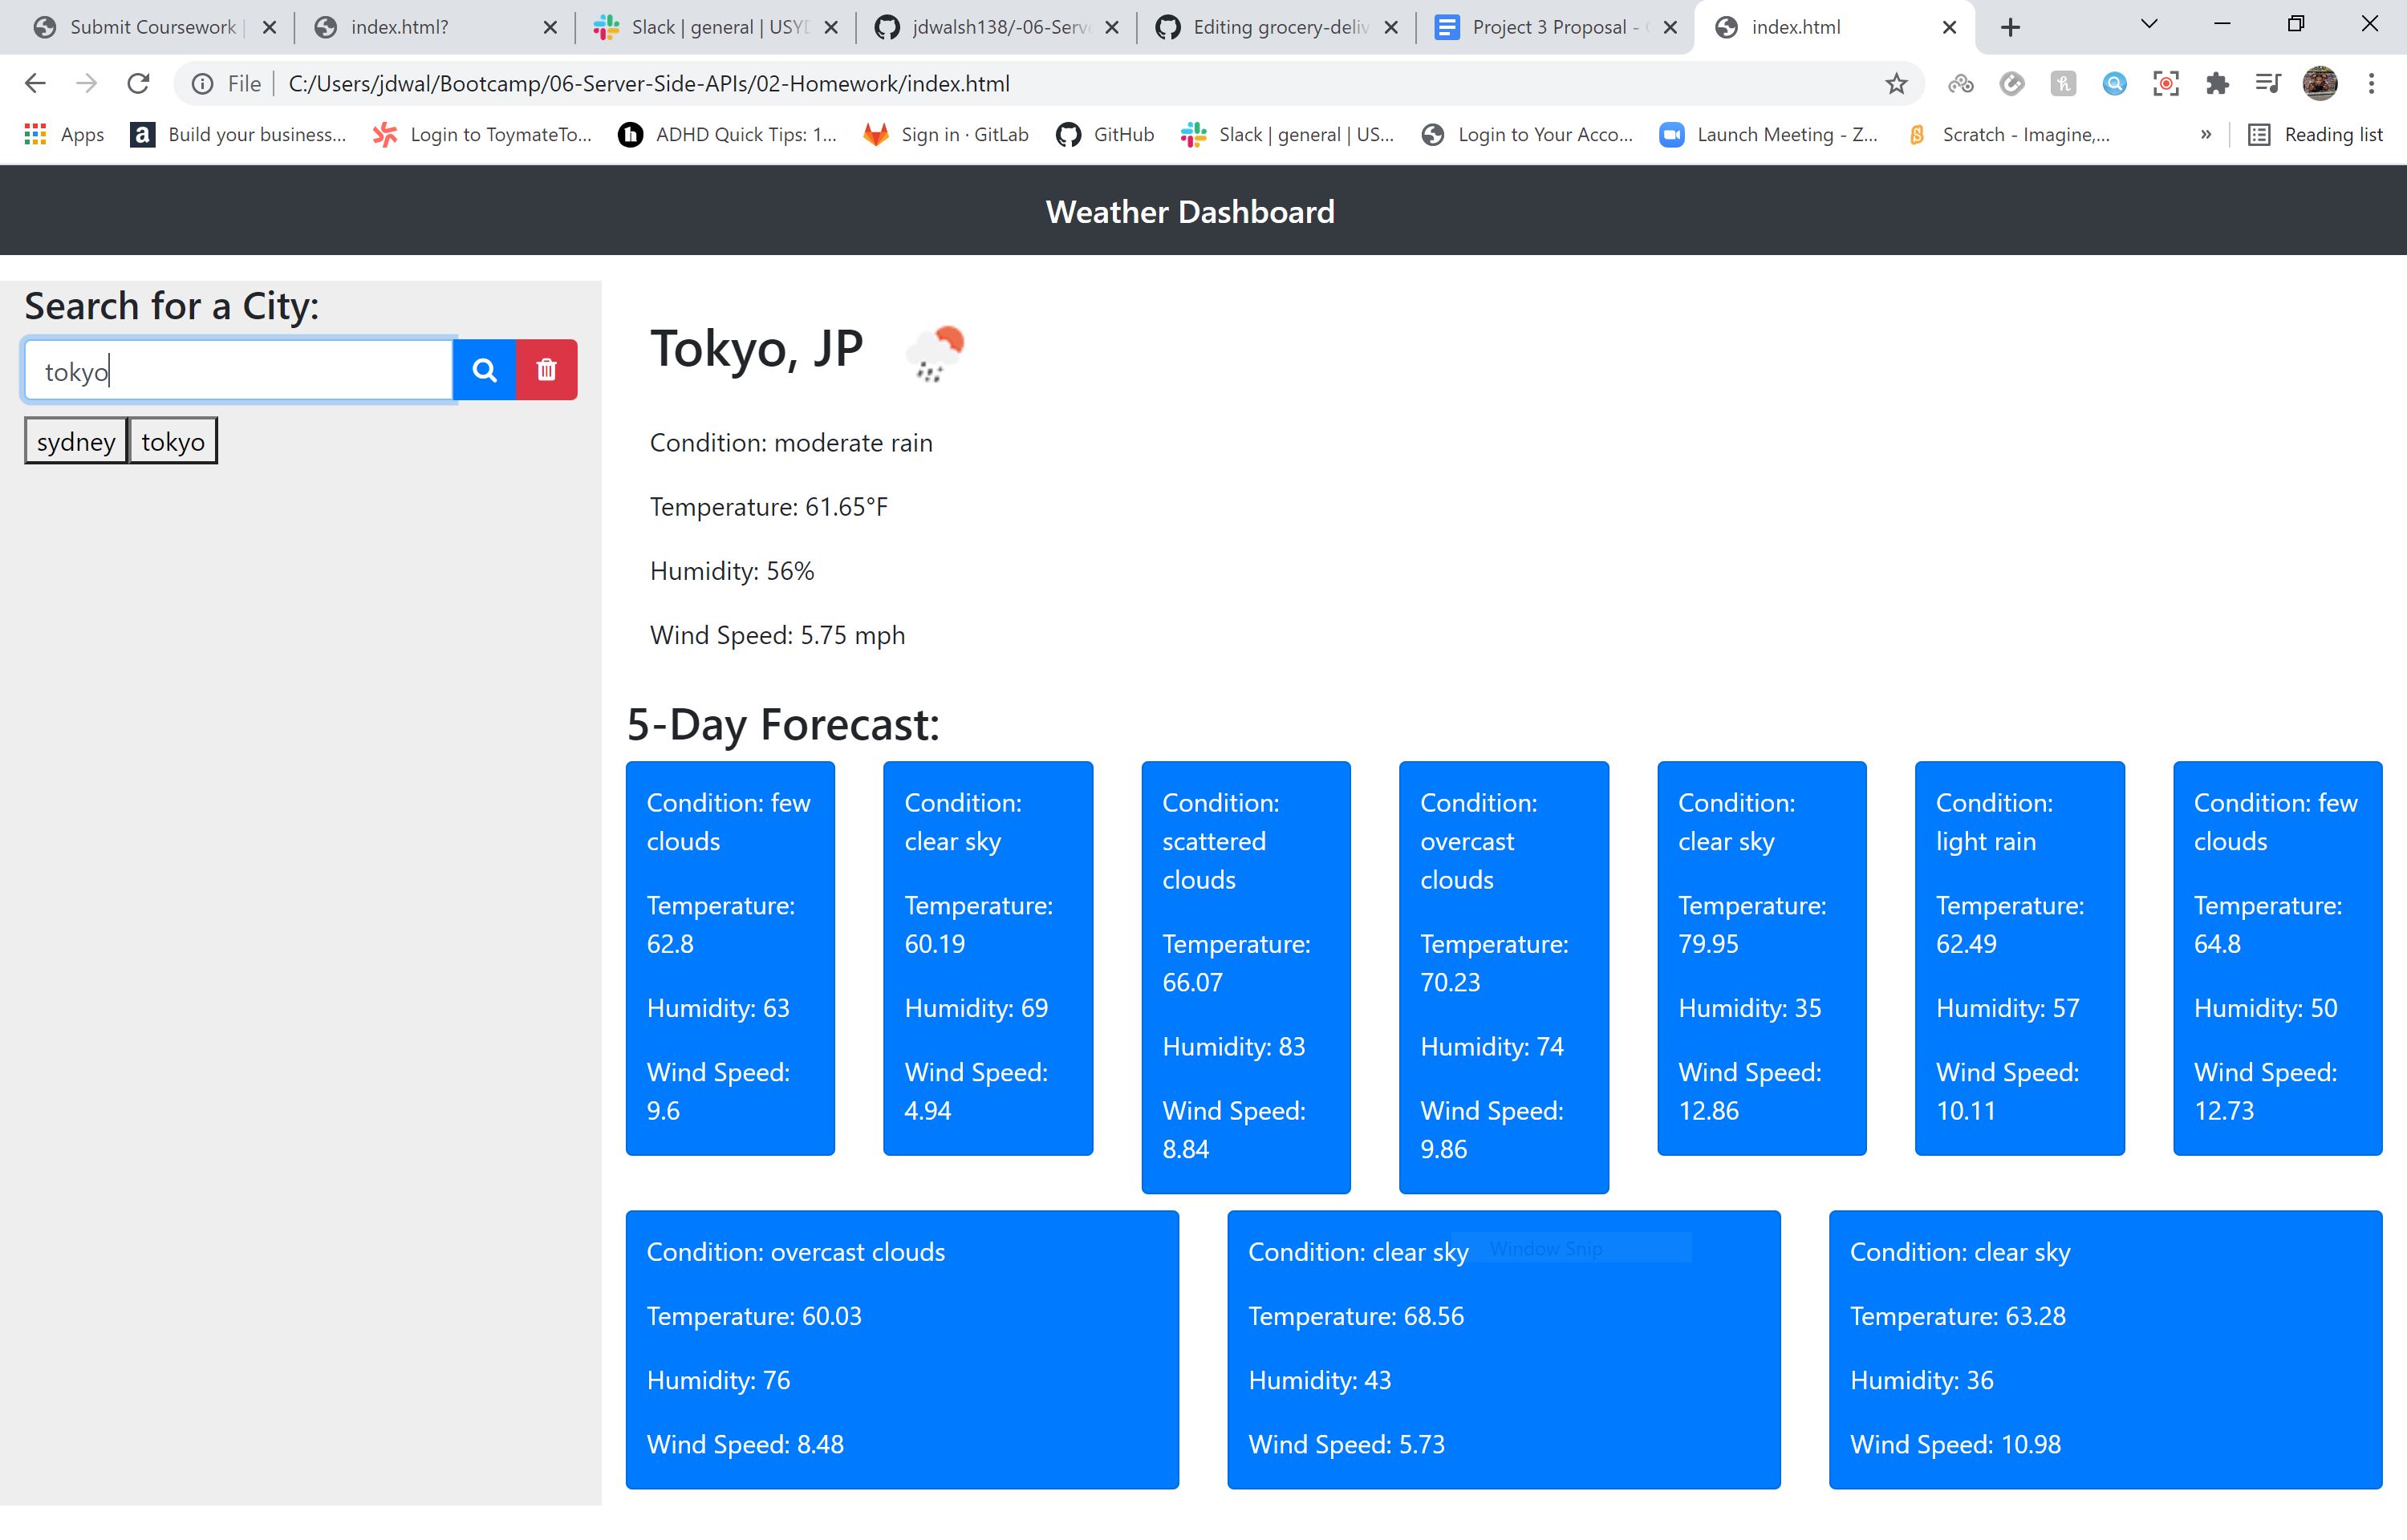 Submit Coursework |
index.html?
Slack | general | USYD
jdwalsh138/-06-Serve
Editing grocery-deliv
Project 3 Proposal -
index.html
File
C:/Users/jdwal/Bootcamp/06-Server-Side-APIs/02-Homework/index.html
Apps
Build your business...
Login to ToymateTo...
ADHD Quick Tips: 1...
Sign in · GitLab
GitHub
Slack | general | US...
Login to Your Acco...
Launch Meeting - Z...
Scratch - Imagine,...
»
Reading list
Weather Dashboard
Search for a City:
tokyo
sydney
tokyo
Tokyo, JP
Condition: moderate rain
Temperature: 61.65°F
Humidity: 56%
Wind Speed: 5.75 mph
5-Day Forecast:
Condition: few
clouds
Temperature:
62.8
Humidity: 63
Wind Speed:
9.6
Condition:
clear sky
Temperature:
60.19
Humidity: 69
Wind Speed:
4.94
Condition:
scattered
clouds
Temperature:
66.07
Humidity: 83
Wind Speed:
8.84
Condition:
overcast
clouds
Temperature:
70.23
Humidity: 74
Wind Speed:
9.86
Condition:
clear sky
Temperature:
79.95
Humidity: 35
Wind Speed:
12.86
Condition:
light rain
Temperature:
62.49
Humidity: 57
Wind Speed:
10.11
Condition: few
clouds
Temperature:
64.8
Humidity: 50
Wind Speed:
12.73
Condition: overcast clouds
Temperature: 60.03
Humidity: 76
Wind Speed: 8.48
Condition: clear sky
Window Snip
Temperature: 68.56
Humidity: 43
Wind Speed: 5.73
Condition: clear sky
Temperature: 63.28
Humidity: 36
Wind Speed: 10.98